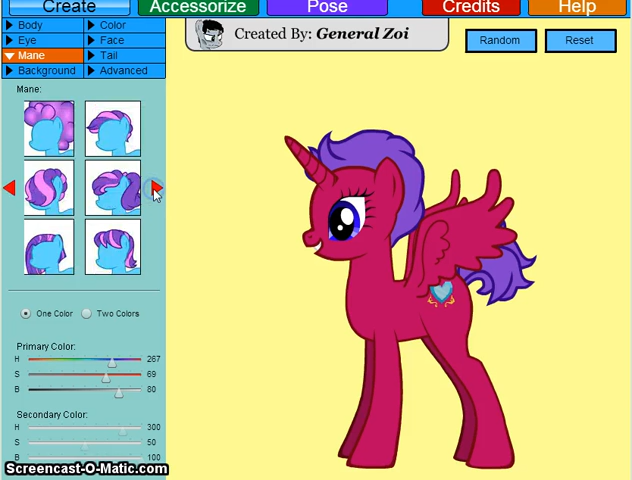 Create Accessorize Pose Credits Help
Body Color
Eye Face
Mane Tail
Background Advanced
Created By: General Zoi
Random Reset
Mane:
One Color Two Colors
Primary Color:
H 267
S 69
B 80
Secondary Color:
H 300
S 50
B 100
Screencast-O-Matic.com